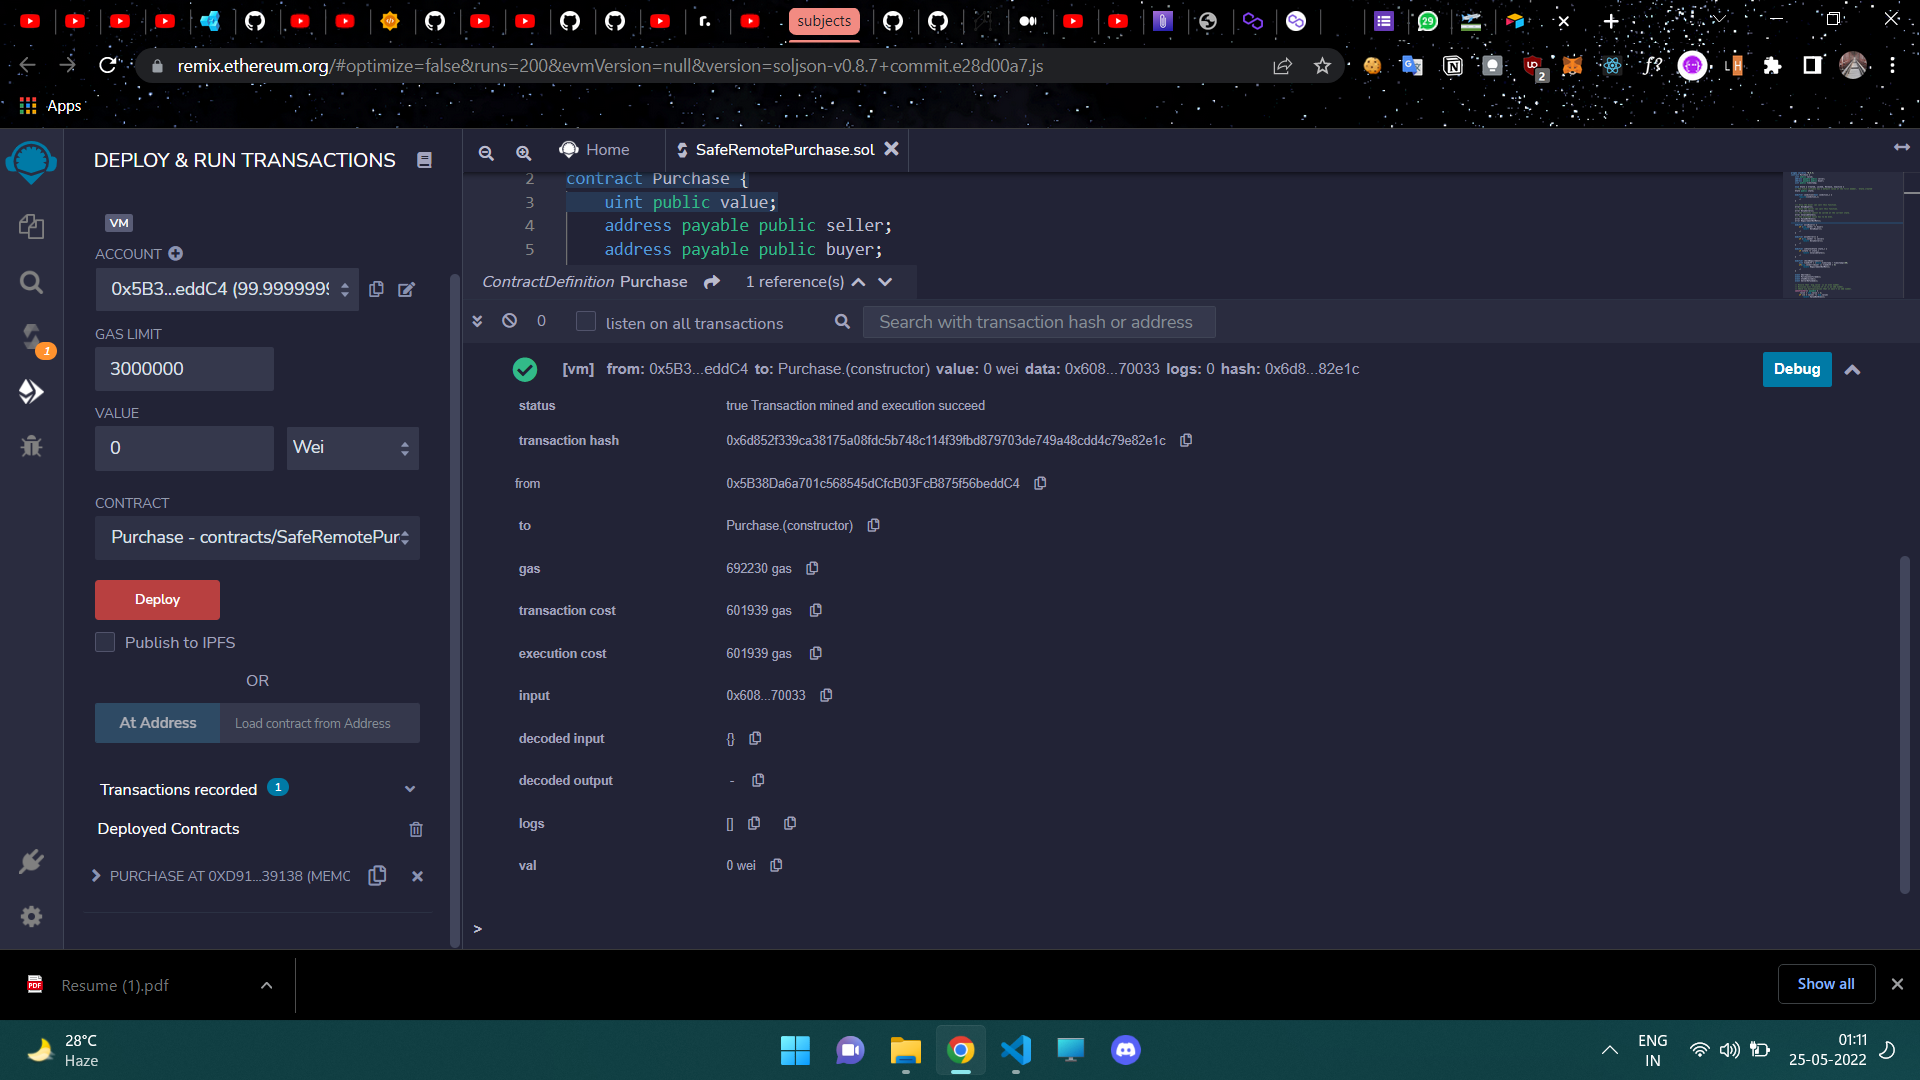 subjects
29
remix.ethereum.org/#optimize=false&runs=200&evmVersion=null&version=soljson-v0.8.7+commit.e28d00a7.js
2
f?
Apps
DEPLOY & RUN TRANSACTIONS
VM
ACCOUNT
0x5B3...eddC4 (99.9999999
GAS LIMIT
3000000
VALUE
0
Wei
CONTRACT
Purchase - contracts/SafeRemotePur
Deploy
Publish to IPFS
OR
At Address
Load contract from Address
Transactions recorded 1
Deployed Contracts
PURCHASE AT 0XD91...39138 (MEMC
1
Home
SafeRemotePurchase.sol
2 contract Purchase {
3 uint public value;
4 address payable public seller;
5 address payable public buyer;
ContractDefinition Purchase 1 reference(s)
0 listen on all transactions Search with transaction hash or address
[vm] from: 0x5B3...eddC4 to: Purchase.(constructor) value: 0 wei data: 0x608...70033 logs: 0 hash: 0x6d8...82e1c
Debug
status true Transaction mined and execution succeed
transaction hash 0x6d852f339ca38175a08fdc5b748c114f39fbd879703de749a48cdd4c79e82e1c
from 0x5B38Da6a701c568545dCfcB03FcB875f56beddC4
to Purchase.(constructor)
gas 692230 gas
transaction cost 601939 gas
execution cost 601939 gas
input 0x608...70033
decoded input {}
decoded output -
logs []
val 0 wei
>
PDF
Resume (1).pdf
Show all
28°C
Haze
ENG
IN
01:11
25-05-2022